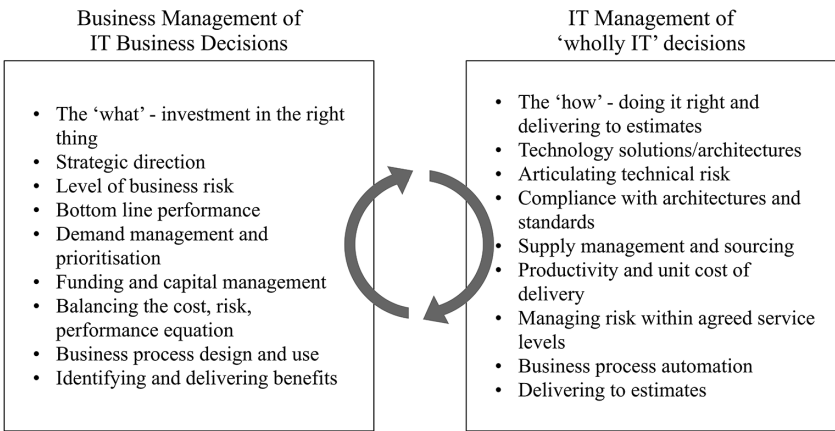 Business Management of
IT Business Decisions
• The ‘what’ - investment in the right
thing
• Strategic direction
• Level of business risk
• Bottom line performance
• Demand management and
prioritisation
• Funding and capital management
• Balancing the cost, risk,
performance equation
• Business process design and use
• Identifying and delivering benefits
IT Management of
‘wholly IT’ decisions
• The ‘how’ - doing it right and
delivering to estimates
• Technology solutions/architectures
• Articulating technical risk
• Compliance with architectures and
standards
• Supply management and sourcing
• Productivity and unit cost of
delivery
• Managing risk within agreed service
levels
• Business process automation
• Delivering to estimates